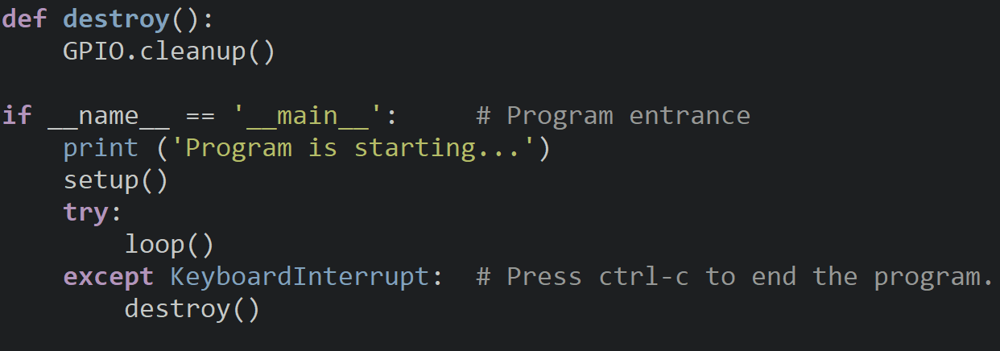 def destroy():
    GPIO.cleanup()

if __name__ == '__main__':     # Program entrance
    print ('Program is starting...')
    setup()
    try:
        loop()
    except KeyboardInterrupt:  # Press ctrl-c to end the program.
        destroy()